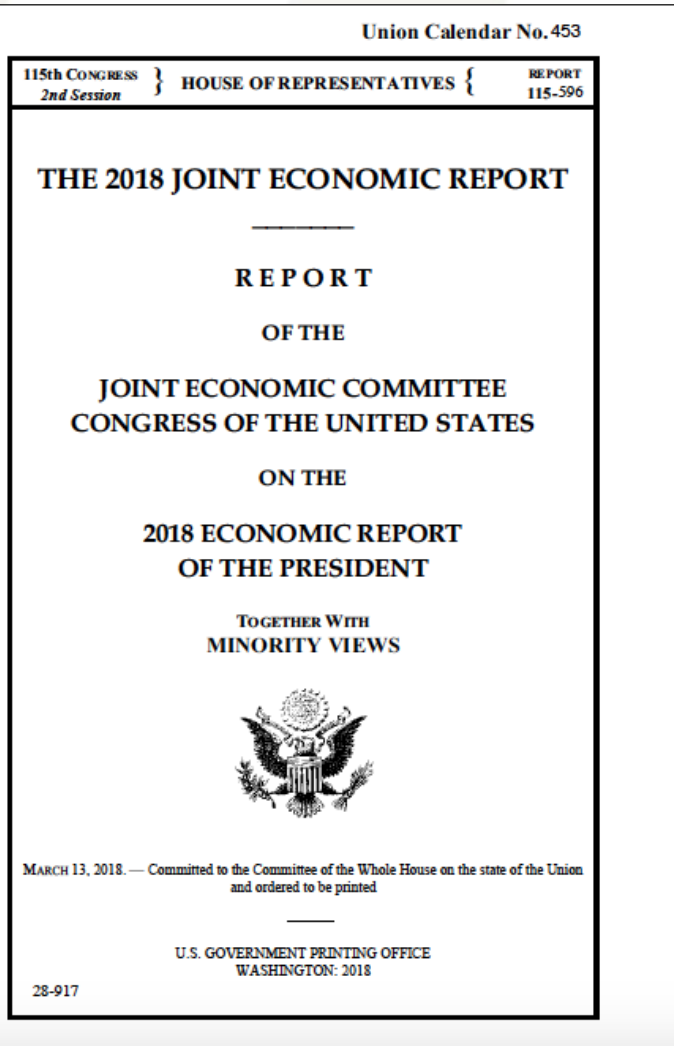 Union Calendar No. 453
115th CONGRESS
2nd Session
} HOUSE OF REPRESENTATIVES {
REPORT
115-596
THE 2018 JOINT ECONOMIC REPORT
REPORT
OF THE
JOINT ECONOMIC COMMITTEE
CONGRESS OF THE UNITED STATES
ON THE
2018 ECONOMIC REPORT
OF THE PRESIDENT
TOGETHER WITH
MINORITY VIEWS
MARCH 13, 2018. — Committed to the Committee of the Whole House on the state of the Union
and ordered to be printed
U.S. GOVERNMENT PRINTING OFFICE
WASHINGTON: 2018
28-917